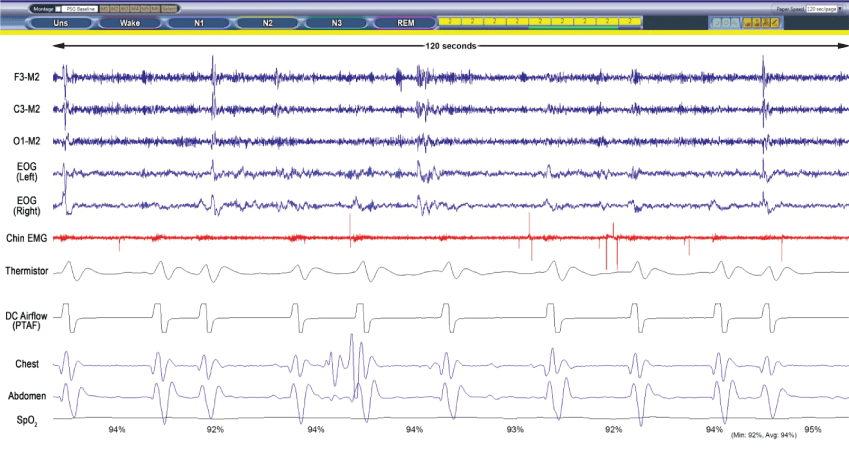 Montage PSG Baseline
Paper Speed 120 sec/page
Uns Wake N1 N2 N3 REM 2 2 2 2 2 2 2 2 2 2
120 seconds
F3-M2
C3-M2
O1-M2
EOG
(Left)
EOG
(Right)
Chin EMG
Thermistor
DC Airflow
(PTAF)
Chest
Abdomen
SpO2
94% 92% 94% 94% 93% 92% 94% 95%
(Min: 92%, Avg: 94%)